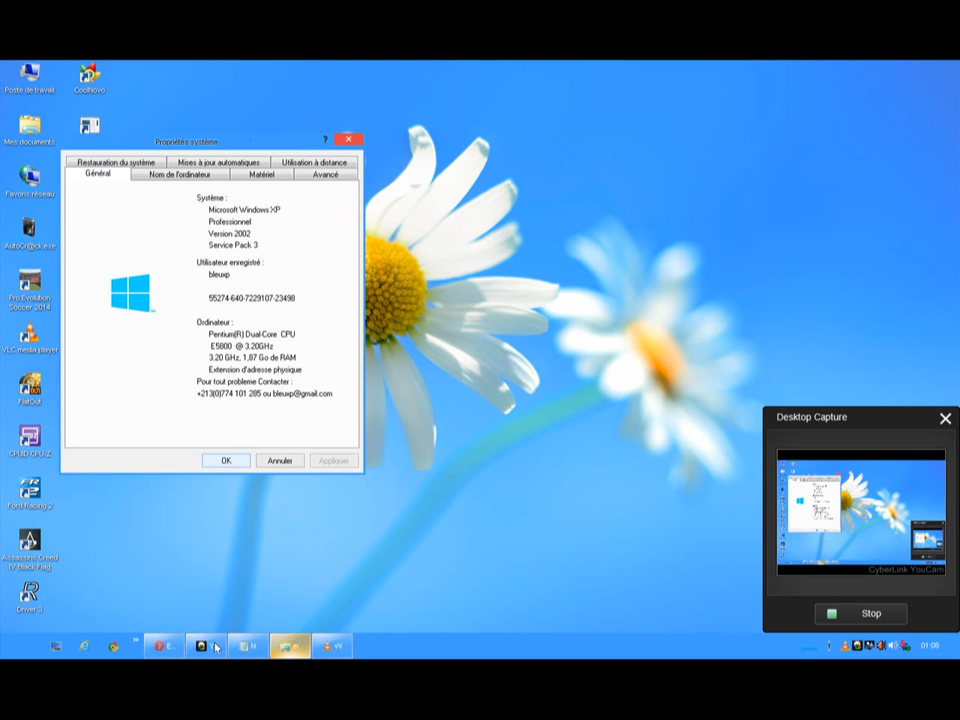 Poste de travail
CoolNovo
Mes documents
Favoris réseau
AutoCr@ck.exe
Pro Evolution
Soccer 2014
VLC media player
FlatOut
CPUID CPU-Z
Ford Racing 2
Assassins Creed
IV Black Flag
Driver 3
Propriétés système
?
Restauration du système
Mises à jour automatiques
Utilisation à distance
Général
Nom de l'ordinateur
Matériel
Avancé
Système :
Microsoft Windows XP
Professionnel
Version 2002
Service Pack 3
Utilisateur enregistré :
bleuxp
55274-640-7229107-23498
Ordinateur :
Pentium(R) Dual-Core CPU
E5800 @ 3.20GHz
3.20 GHz, 1,87 Go de RAM
Extension d'adresse physique
Pour tout probleme Contacter :
+213(0)774 101 285 ou bleuxp@gmail.com
OK
Annuler
Appliquer
Desktop Capture
CyberLink YouCam
Stop
01:08